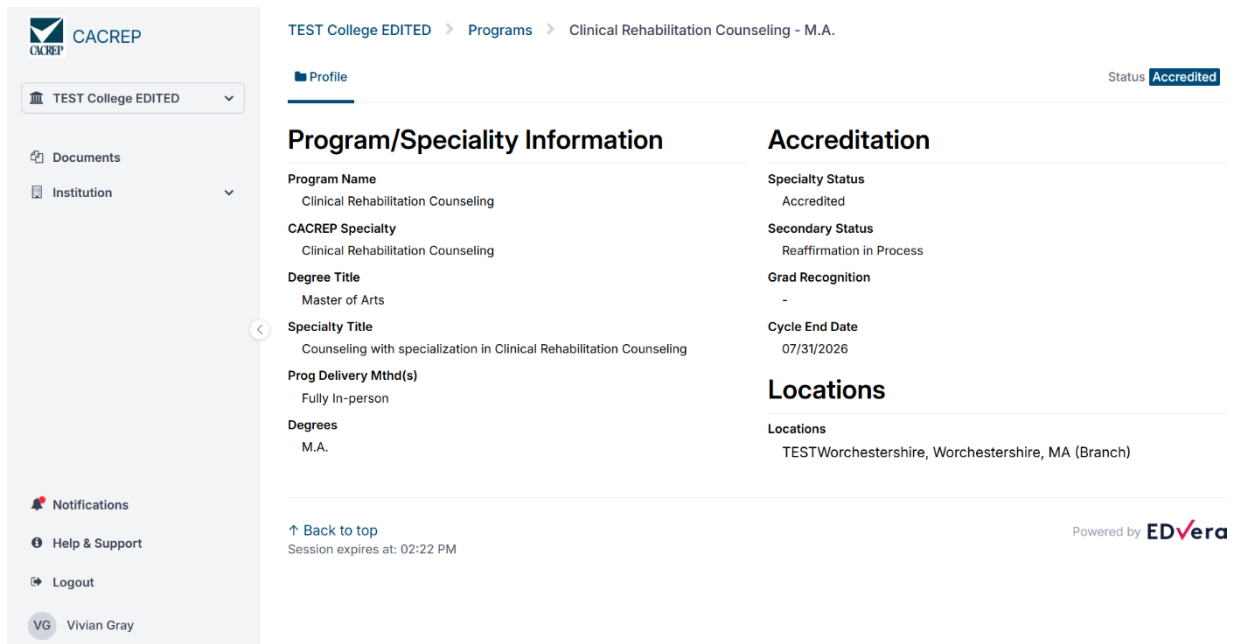 CACREP
CACREP
TEST College EDITED
Documents
Institution
Notifications
Help & Support
Logout
VG Vivian Gray
TEST College EDITED > Programs > Clinical Rehabilitation Counseling - M.A.
Profile
Status Accredited
Program/Speciality Information
Program Name
Clinical Rehabilitation Counseling
CACREP Specialty
Clinical Rehabilitation Counseling
Degree Title
Master of Arts
Specialty Title
Counseling with specialization in Clinical Rehabilitation Counseling
Prog Delivery Mthd(s)
Fully In-person
Degrees
M.A.
Accreditation
Specialty Status
Accredited
Secondary Status
Reaffirmation in Process
Grad Recognition
-
Cycle End Date
07/31/2026
Locations
Locations
TESTWorchestershire, Worchestershire, MA (Branch)
↑ Back to top
Session expires at: 02:22 PM
Powered by EDvera